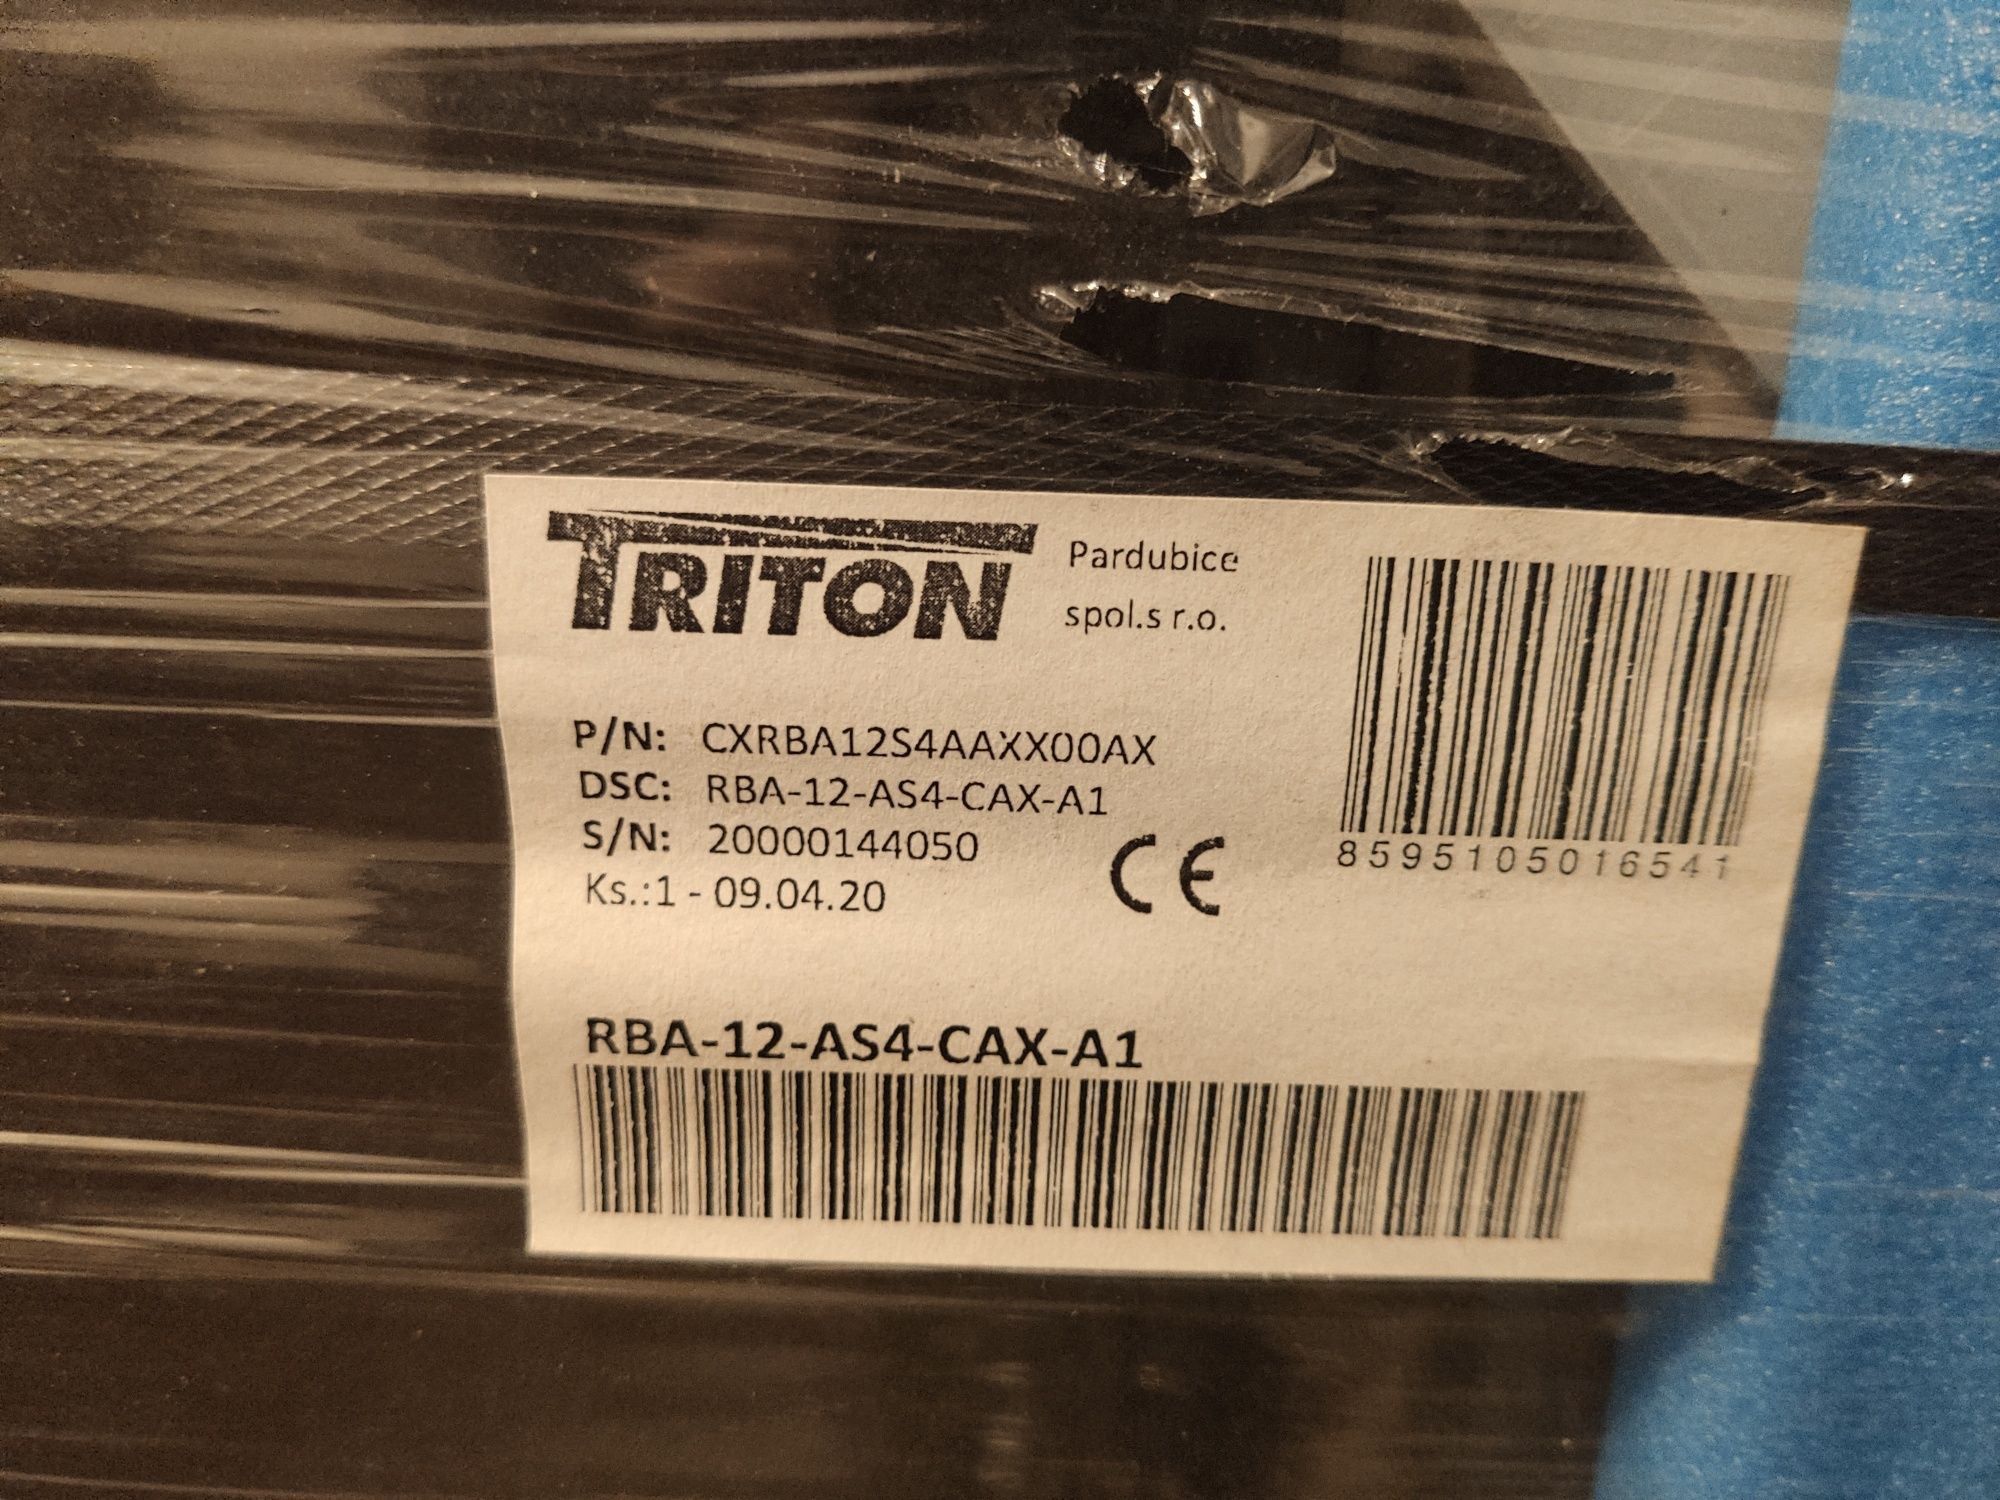 TRITON
Pardubice
spol.s r.o.
P/N: CXRBA12S4AAXX00AX
DSC: RBA-12-AS4-CAX-A1
S/N: 20000144050
Ks.:1 - 09.04.20
CE
8595105016541
RBA-12-AS4-CAX-A1